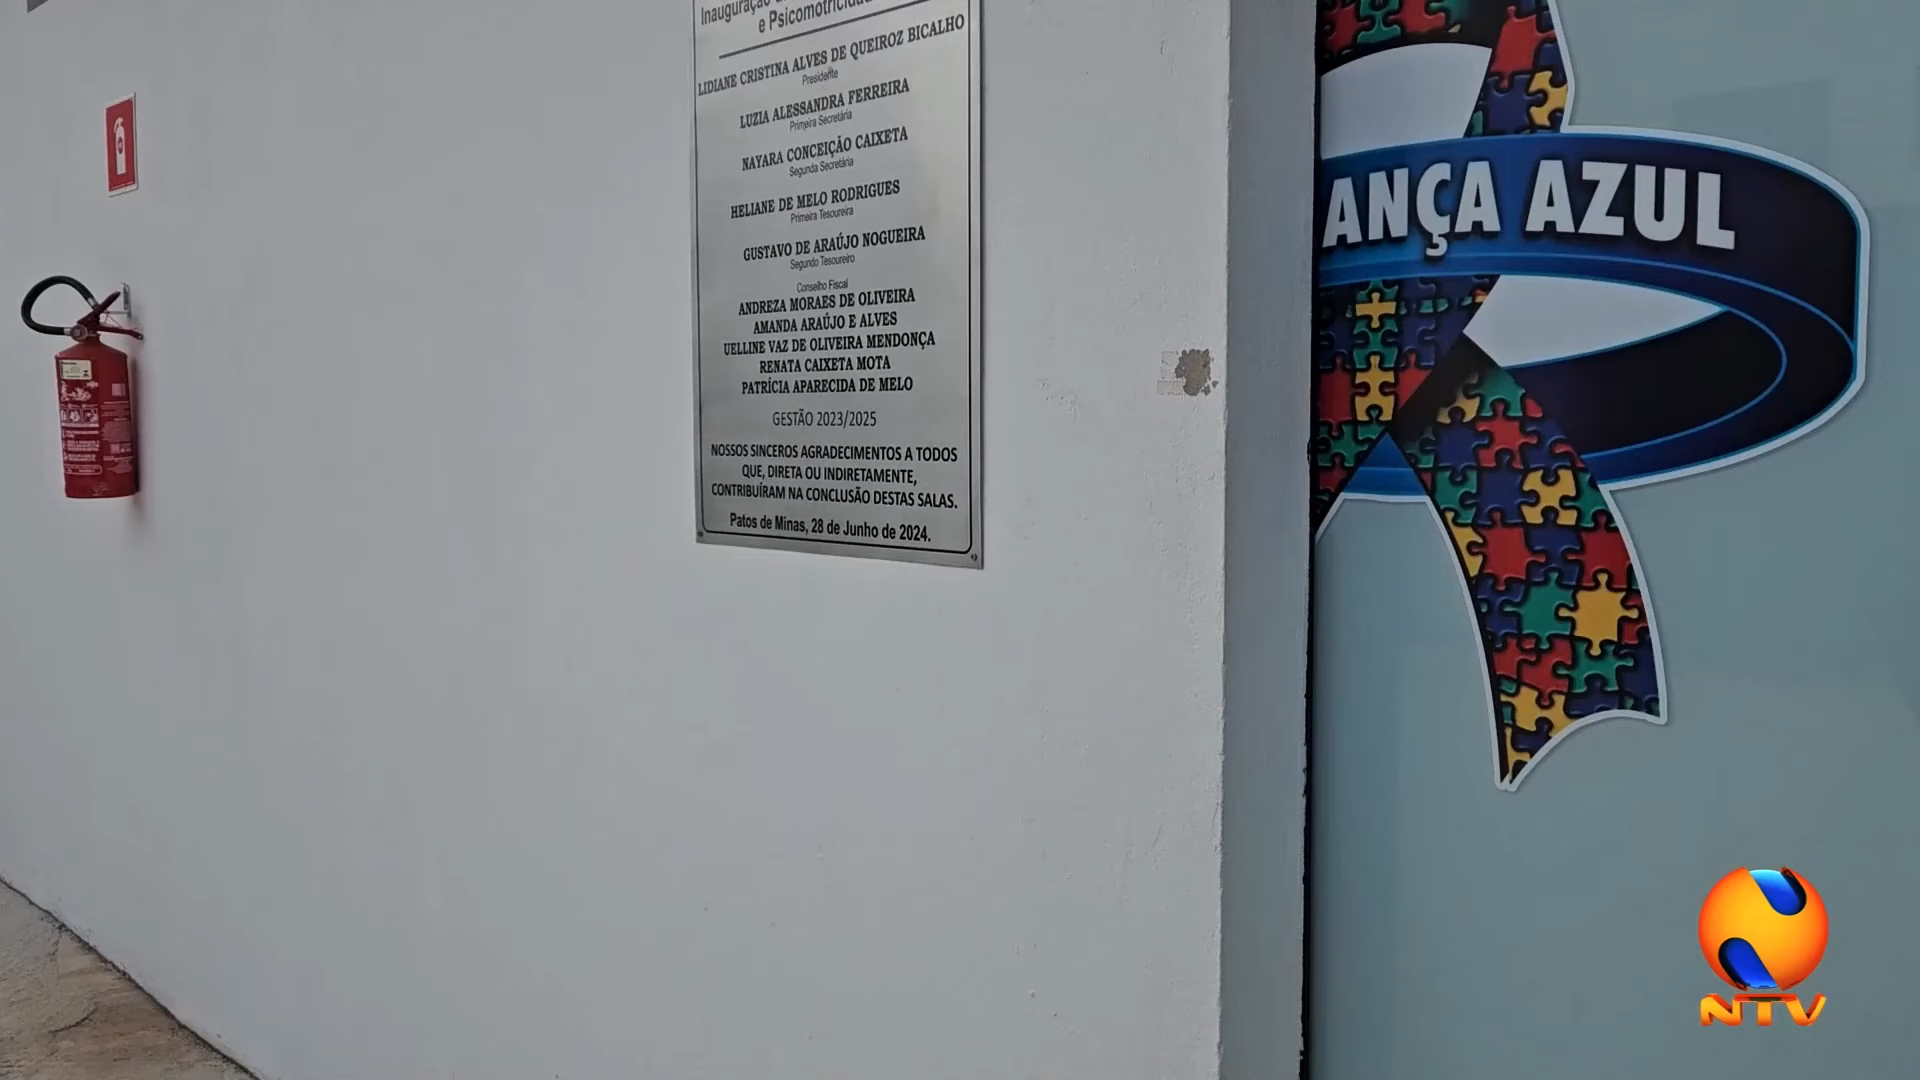 Inauguração
e Psicomotricida
LIDIANE CRISTINA ALVES DE QUEIROZ BICALHO
Presidente
LUZIA ALESSANDRA FERREIRA
Primeira Secretária
NAYARA CONCEIÇÃO CAIXETA
Segunda Secretária
HELIANE DE MELO RODRIGUES
Primeira Tesoureira
GUSTAVO DE ARAÚJO NOGUEIRA
Segundo Tesoureiro
Conselho Fiscal
ANDREZA MORAES DE OLIVEIRA
AMANDA ARAÚJO E ALVES
UELLINE VAZ DE OLIVEIRA MENDONÇA
RENATA CAIXETA MOTA
PATRÍCIA APARECIDA DE MELO
GESTÃO 2023/2025
NOSSOS SINCEROS AGRADECIMENTOS A TODOS
QUE, DIRETA OU INDIRETAMENTE,
CONTRIBUÍRAM NA CONCLUSÃO DESTAS SALAS.
Patos de Minas, 28 de Junho de 2024.
ANÇA AZUL
NTV